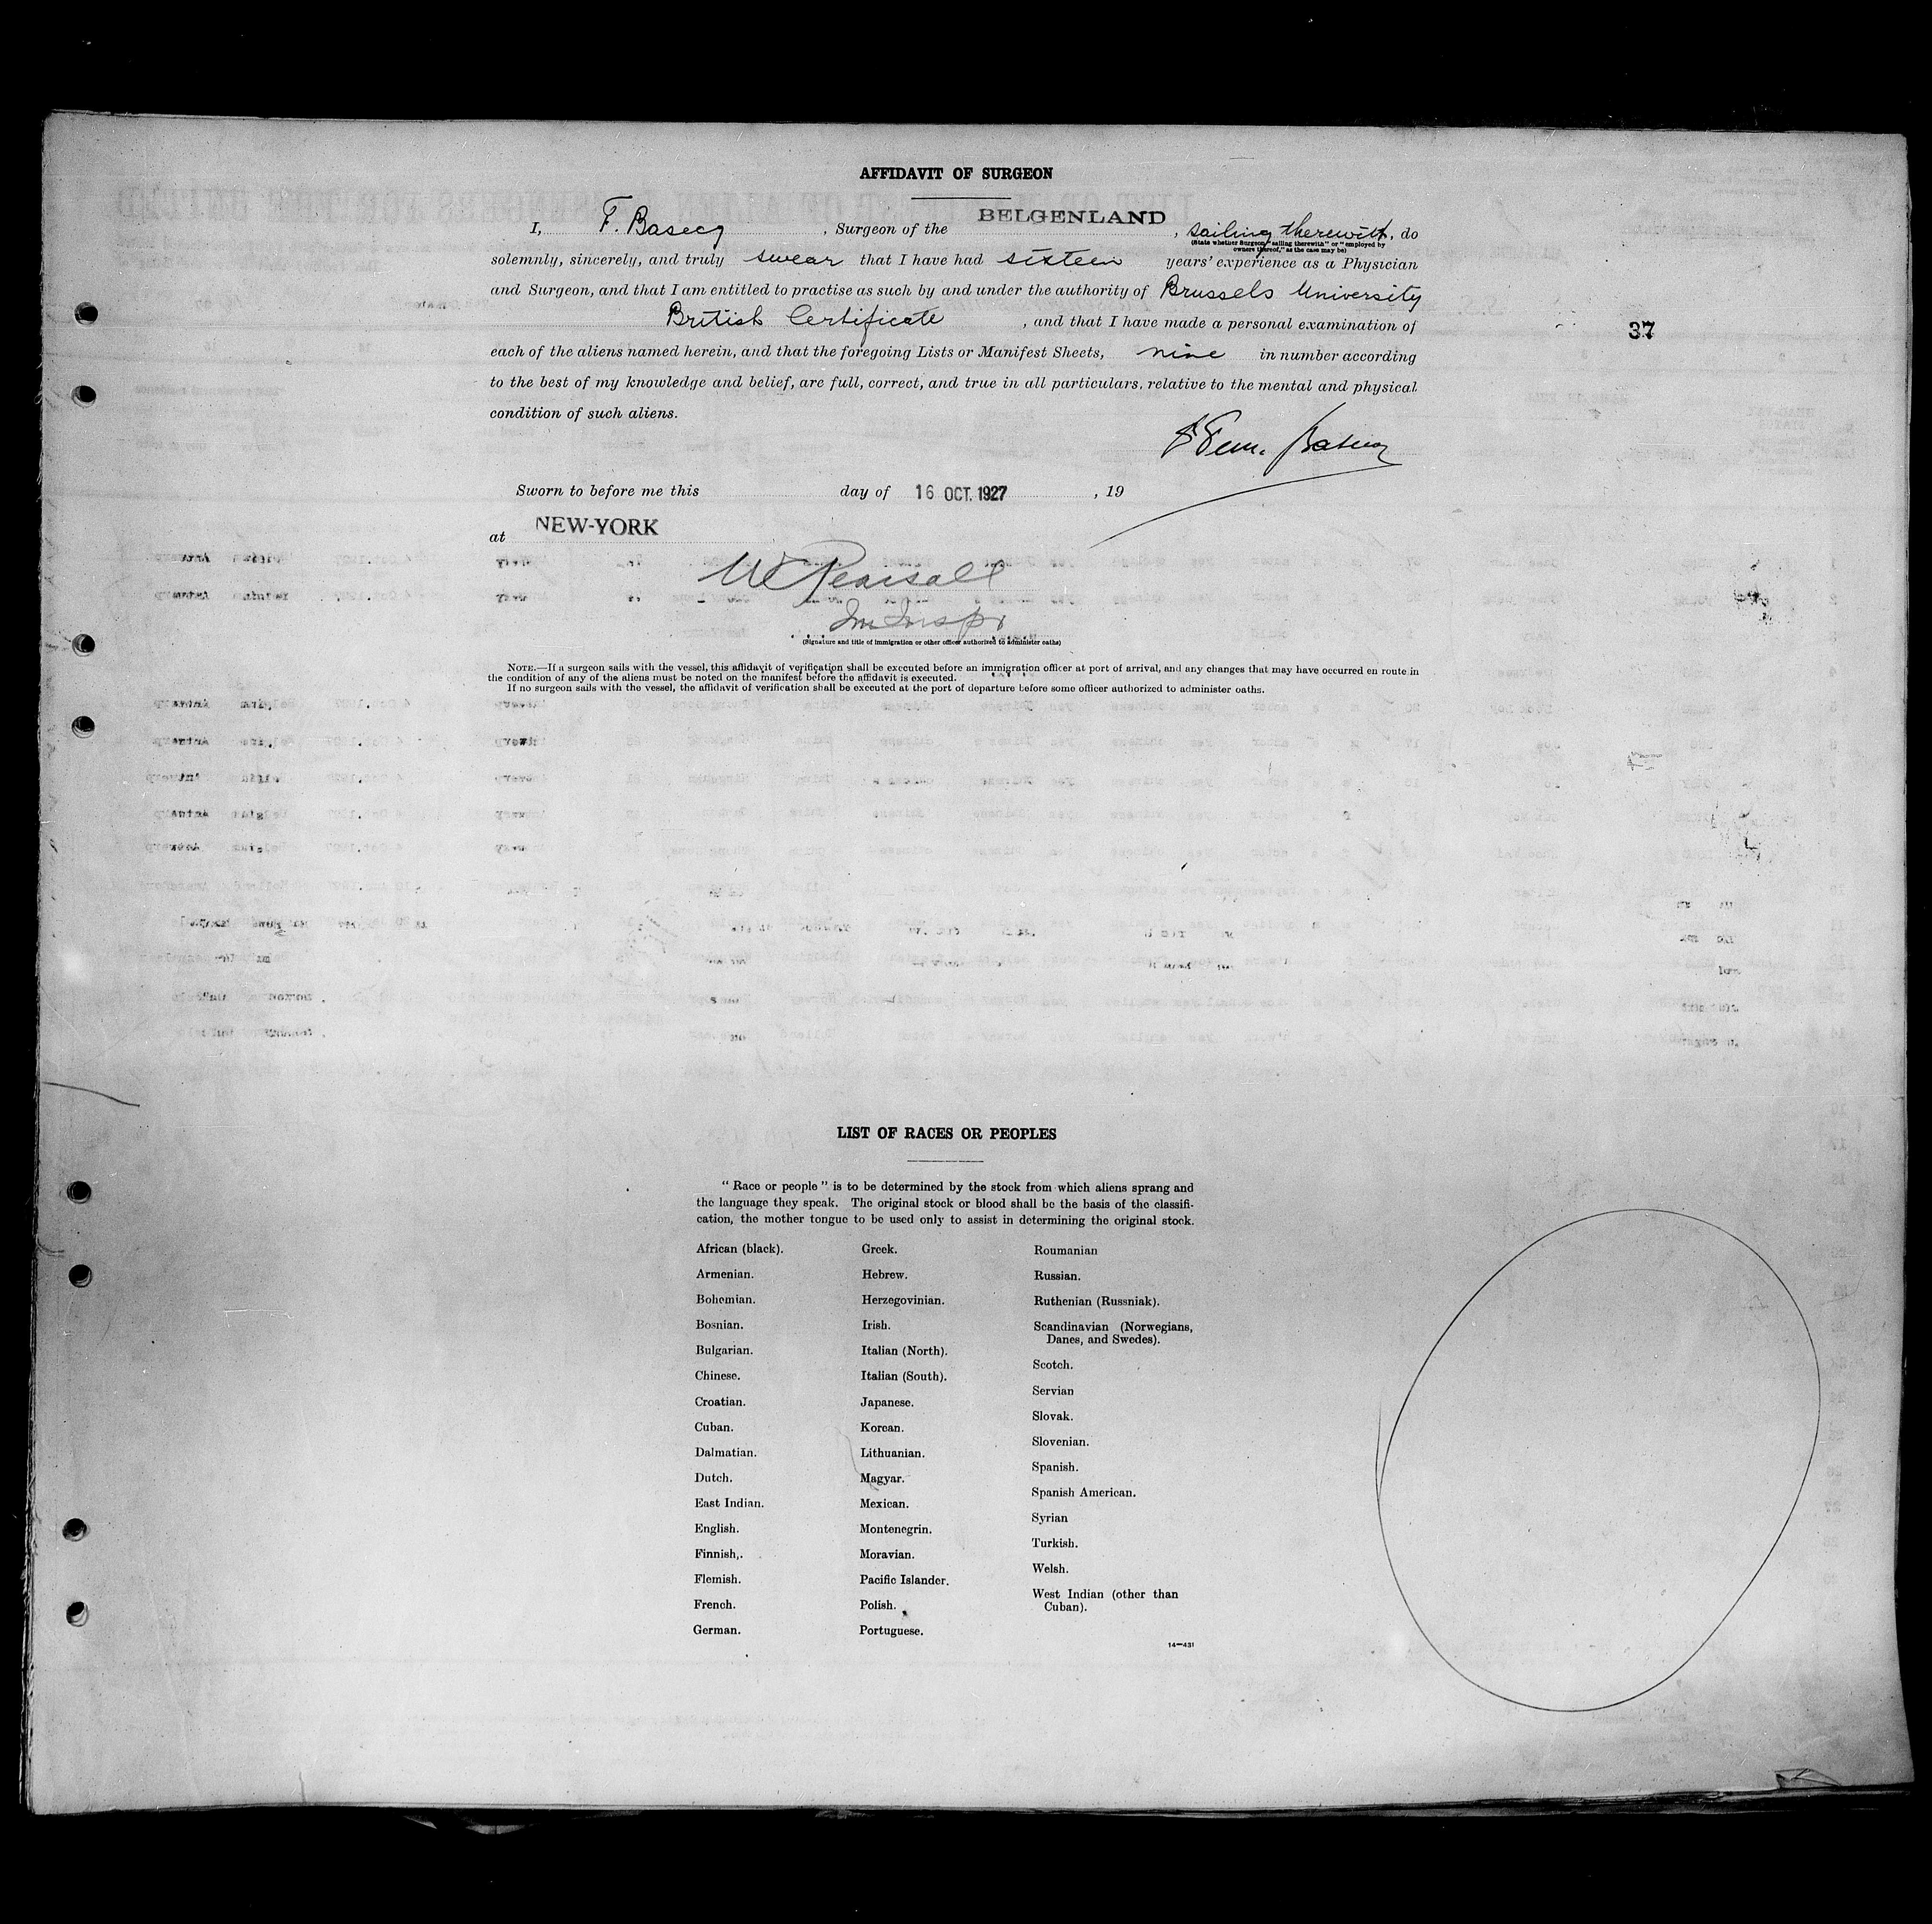 AFFIDAVIT OF SURGEON
I, F. Basecq, Surgeon of the BELGENLAND, sailing therewith, do
(State whether Surgeon "sailing therewith" or "employed by
owners thereof," as the case may be)
solemnly, sincerely, and truly swear that I have had sixteen years' experience as a Physician
and Surgeon, and that I am entitled to practise as such by and under the authority of Brussels University
British Certificate, and that I have made a personal examination of
37
each of the aliens named herein, and that the foregoing Lists or Manifest Sheets, nine in number according
to the best of my knowledge and belief, are full, correct, and true in all particulars, relative to the mental and physical
condition of such aliens.
Sworn to before me this day of 16 OCT. 1927, 19
at NEW-YORK
W Pearsall
Im Inspr
(Signature and title of immigration or other officer authorized to administer oaths)
NOTE.—If a surgeon sails with the vessel, this affidavit of verification shall be executed before an immigration officer at port of arrival, and any changes that may have occurred en route in
the condition of any of the aliens must be noted on the manifest before the affidavit is executed.
If no surgeon sails with the vessel, the affidavit of verification shall be executed at the port of departure before some officer authorized to administer oaths.
LIST OF RACES OR PEOPLES
"Race or people" is to be determined by the stock from which aliens sprang and
the language they speak. The original stock or blood shall be the basis of the classifi-
cation, the mother tongue to be used only to assist in determining the original stock.
African (black).
Armenian.
Bohemian.
Bosnian.
Bulgarian.
Chinese.
Croatian.
Cuban.
Dalmatian.
Dutch.
East Indian.
English.
Finnish,.
Flemish.
French.
German.
Greek.
Hebrew.
Herzegovinian.
Irish.
Italian (North).
Italian (South).
Japanese.
Korean.
Lithuanian.
Magyar.
Mexican.
Montenegrin.
Moravian.
Pacific Islander.
Polish.
Portuguese.
Roumanian
Russian.
Ruthenian (Russniak).
Scandinavian (Norwegians,
Danes, and Swedes).
Scotch.
Servian
Slovak.
Slovenian.
Spanish.
Spanish American.
Syrian
Turkish.
Welsh.
West Indian (other than
Cuban).
14—431